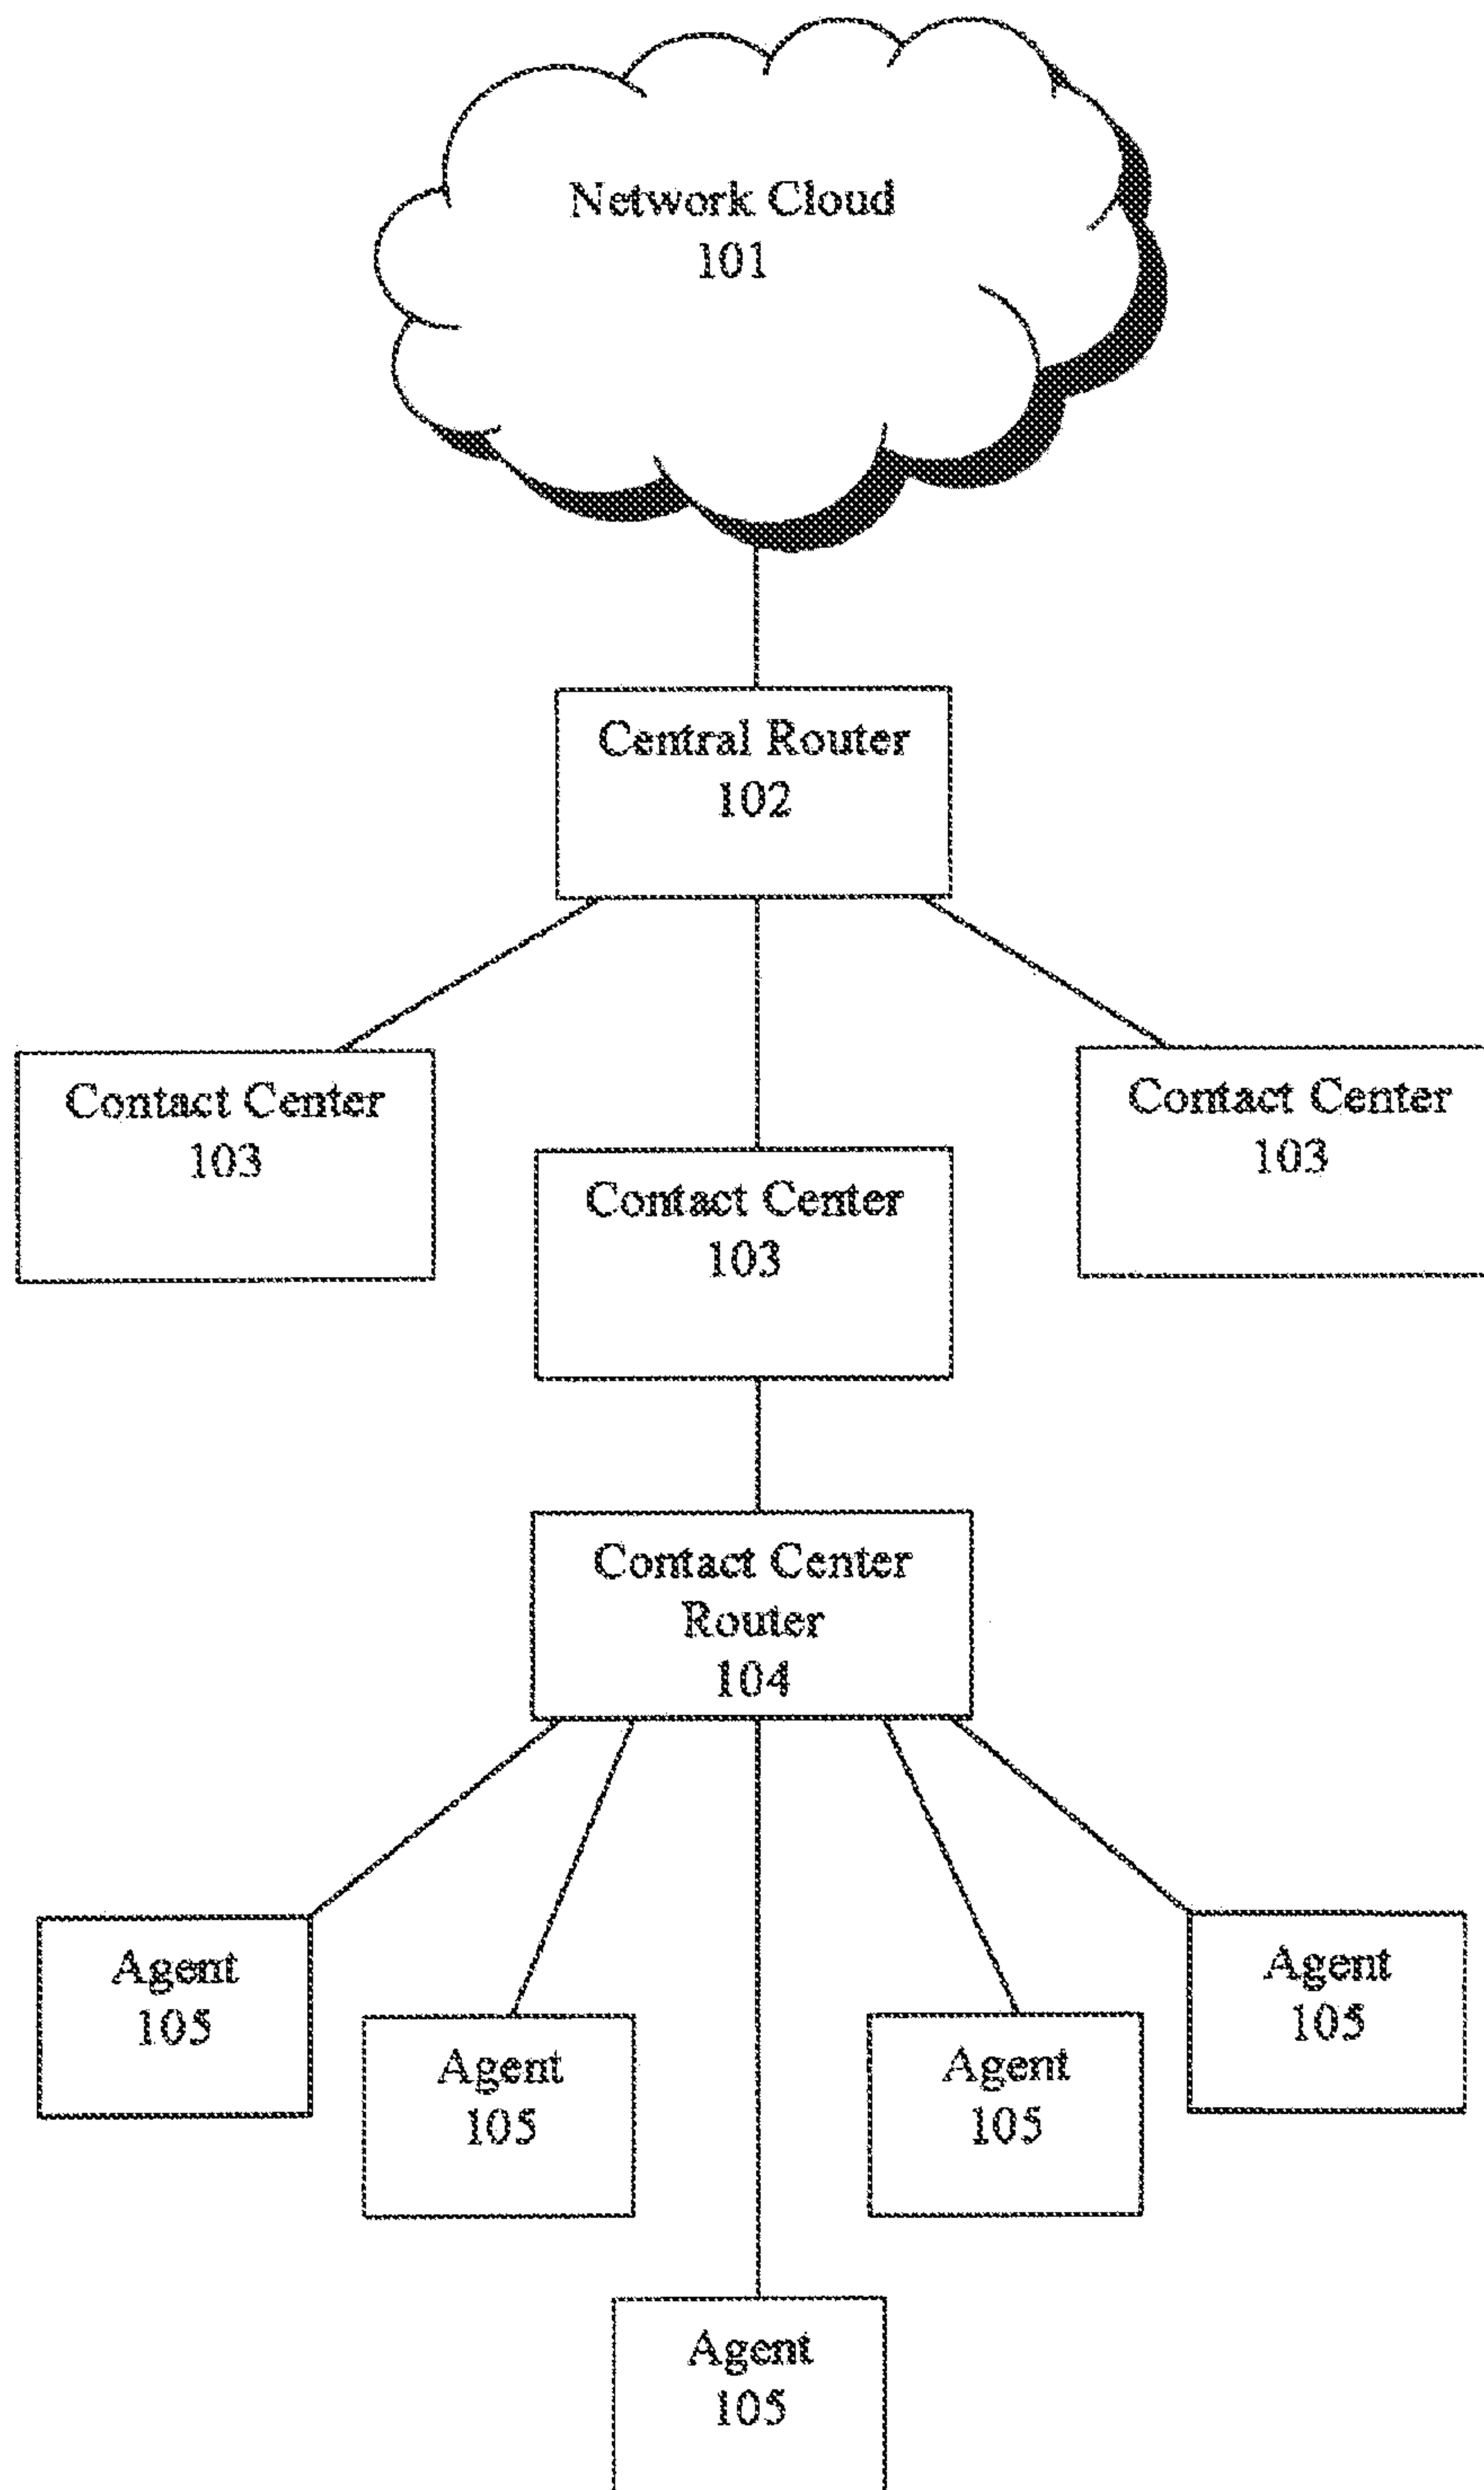 Network Cloud
101
Central Router
102
Contact Center
103
Contact Center
103
Contact Center
103
Contact Center
Router
104
Agent
105
Agent
105
Agent
105
Agent
105
Agent
105